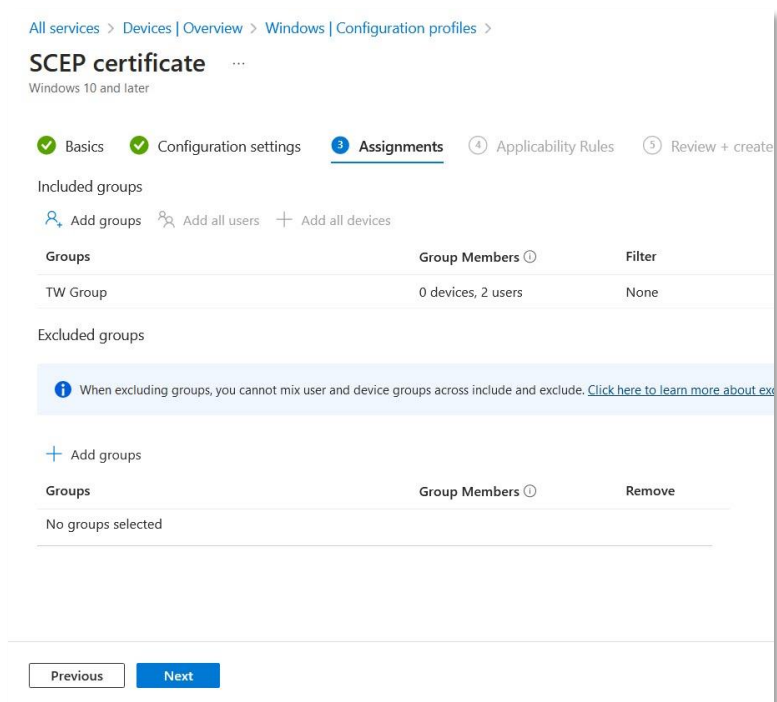 All services > Devices | Overview > Windows | Configuration profiles >
SCEP certificate ...
Windows 10 and later
Basics Configuration settings 3 Assignments 4 Applicability Rules 5 Review + create
Included groups
Add groups Add all users + Add all devices
Groups Group Members Filter
TW Group 0 devices, 2 users None
Excluded groups
When excluding groups, you cannot mix user and device groups across include and exclude. Click here to learn more about
+ Add groups
Groups Group Members Remove
No groups selected
Previous Next